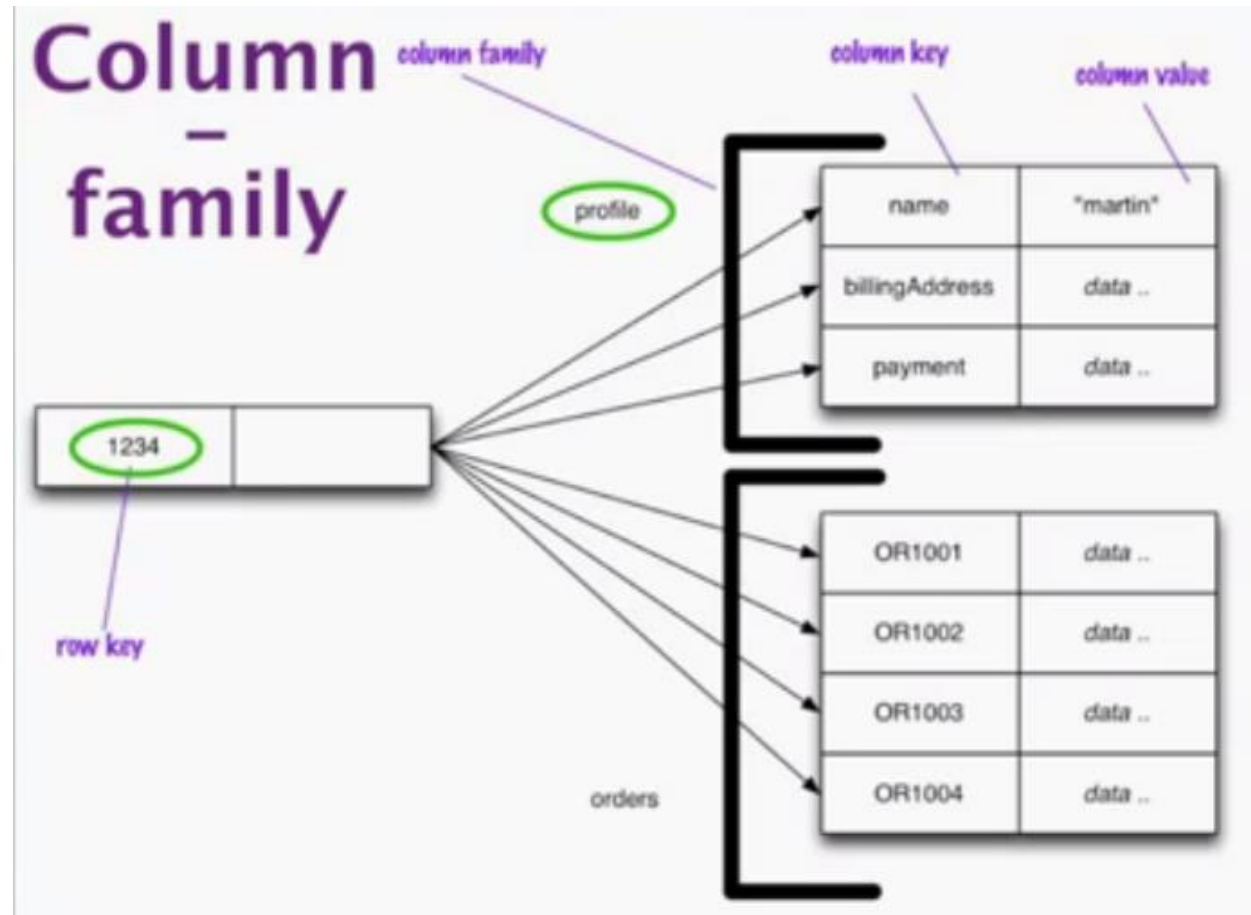 Column
–
family
column family
column key
column value
profile
name
"martin"
billingAddress
data ..
payment
data ..
1234
row key
OR1001
data ..
OR1002
data ..
OR1003
data ..
OR1004
data ..
orders